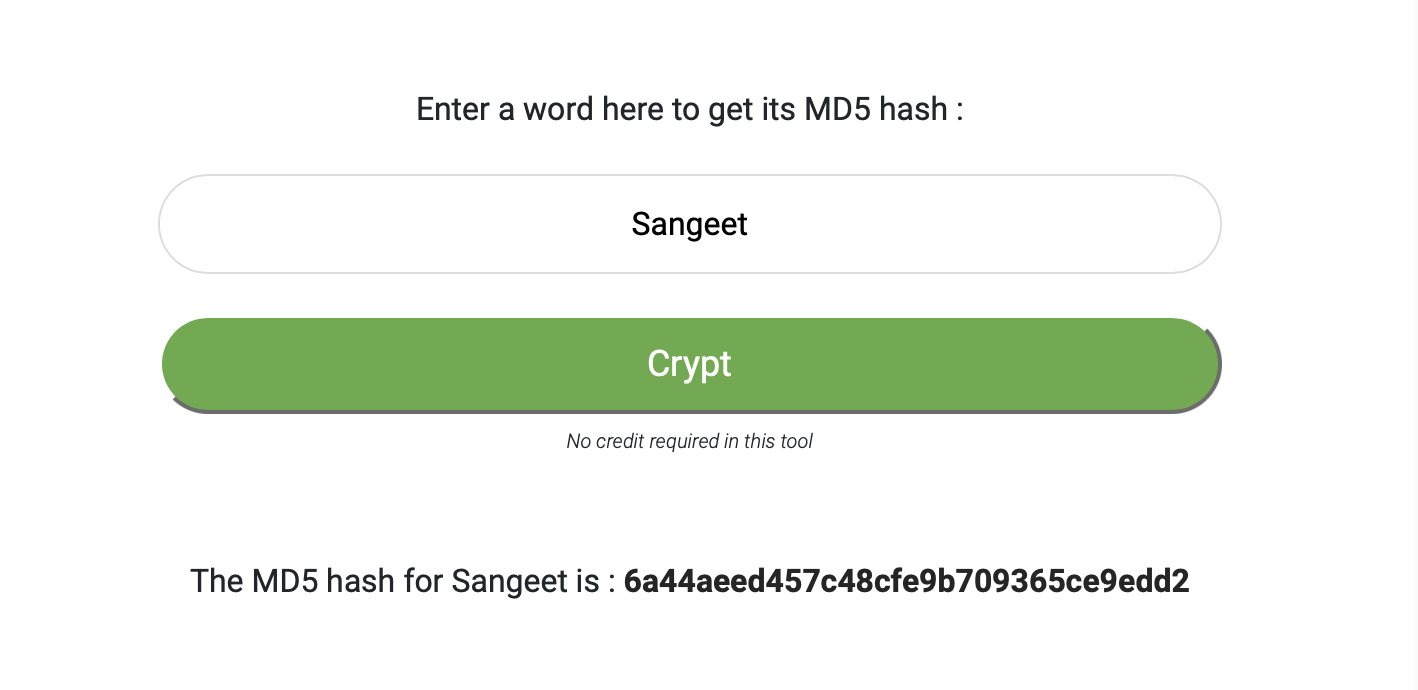 Enter a word here to get its MD5 hash :
Sangeet
Crypt
No credit required in this tool
The MD5 hash for Sangeet is : 6a44aeed457c48cfe9b709365ce9edd2